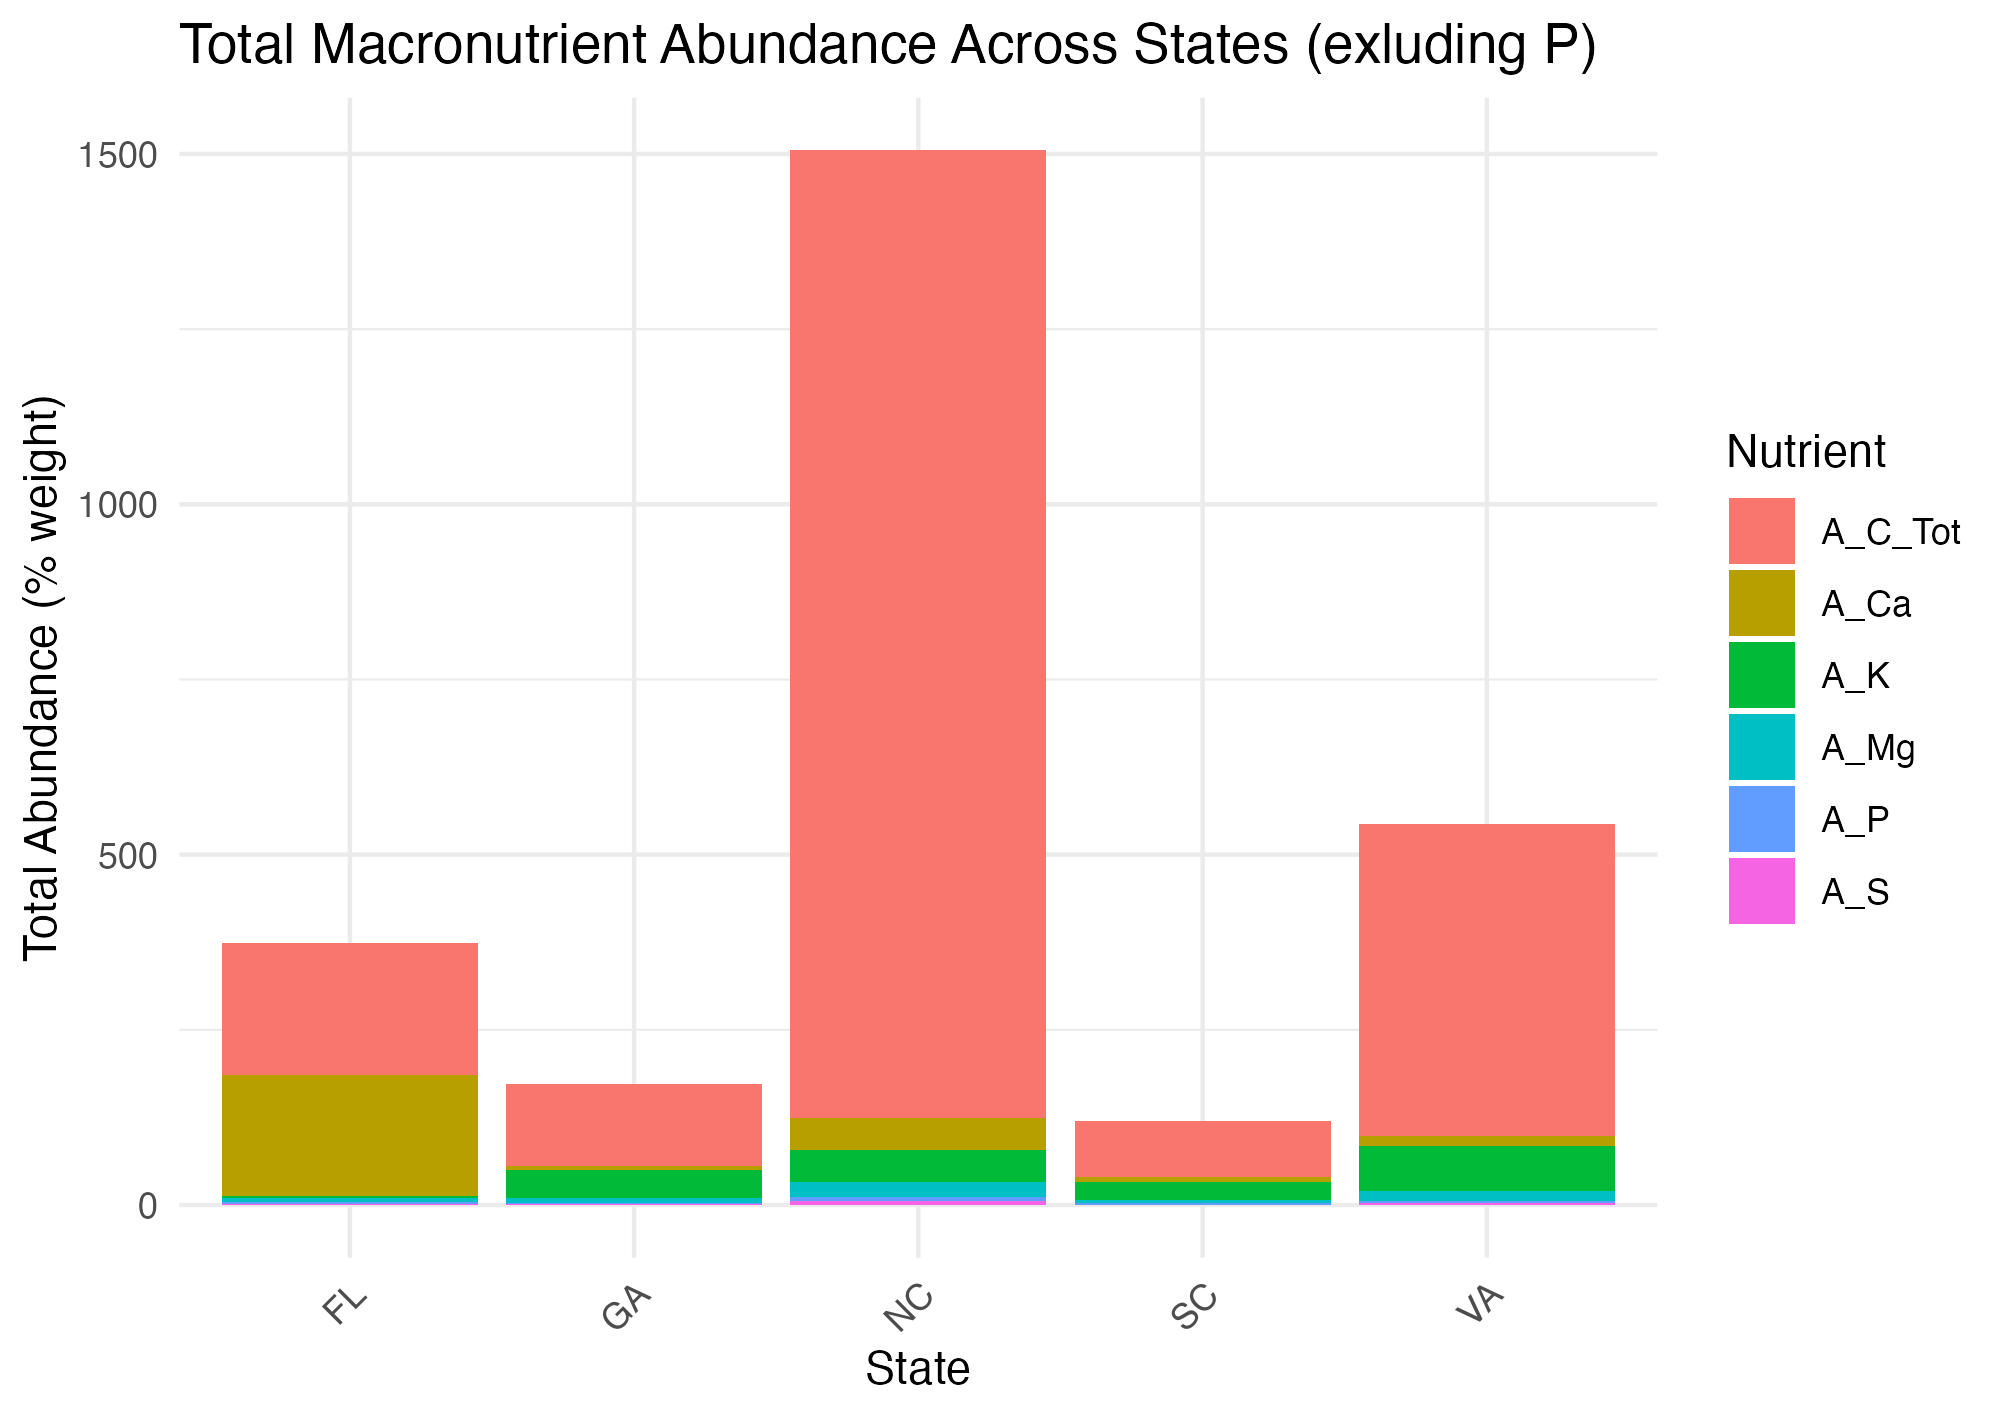 Total Macronutrient Abundance Across States (exluding P)
Total Abundance (% weight)
1500
1000
500
0
FL
GA
NC
SC
VA
State
Nutrient
A_C_Tot
A_Ca
A_K
A_Mg
A_P
A_S